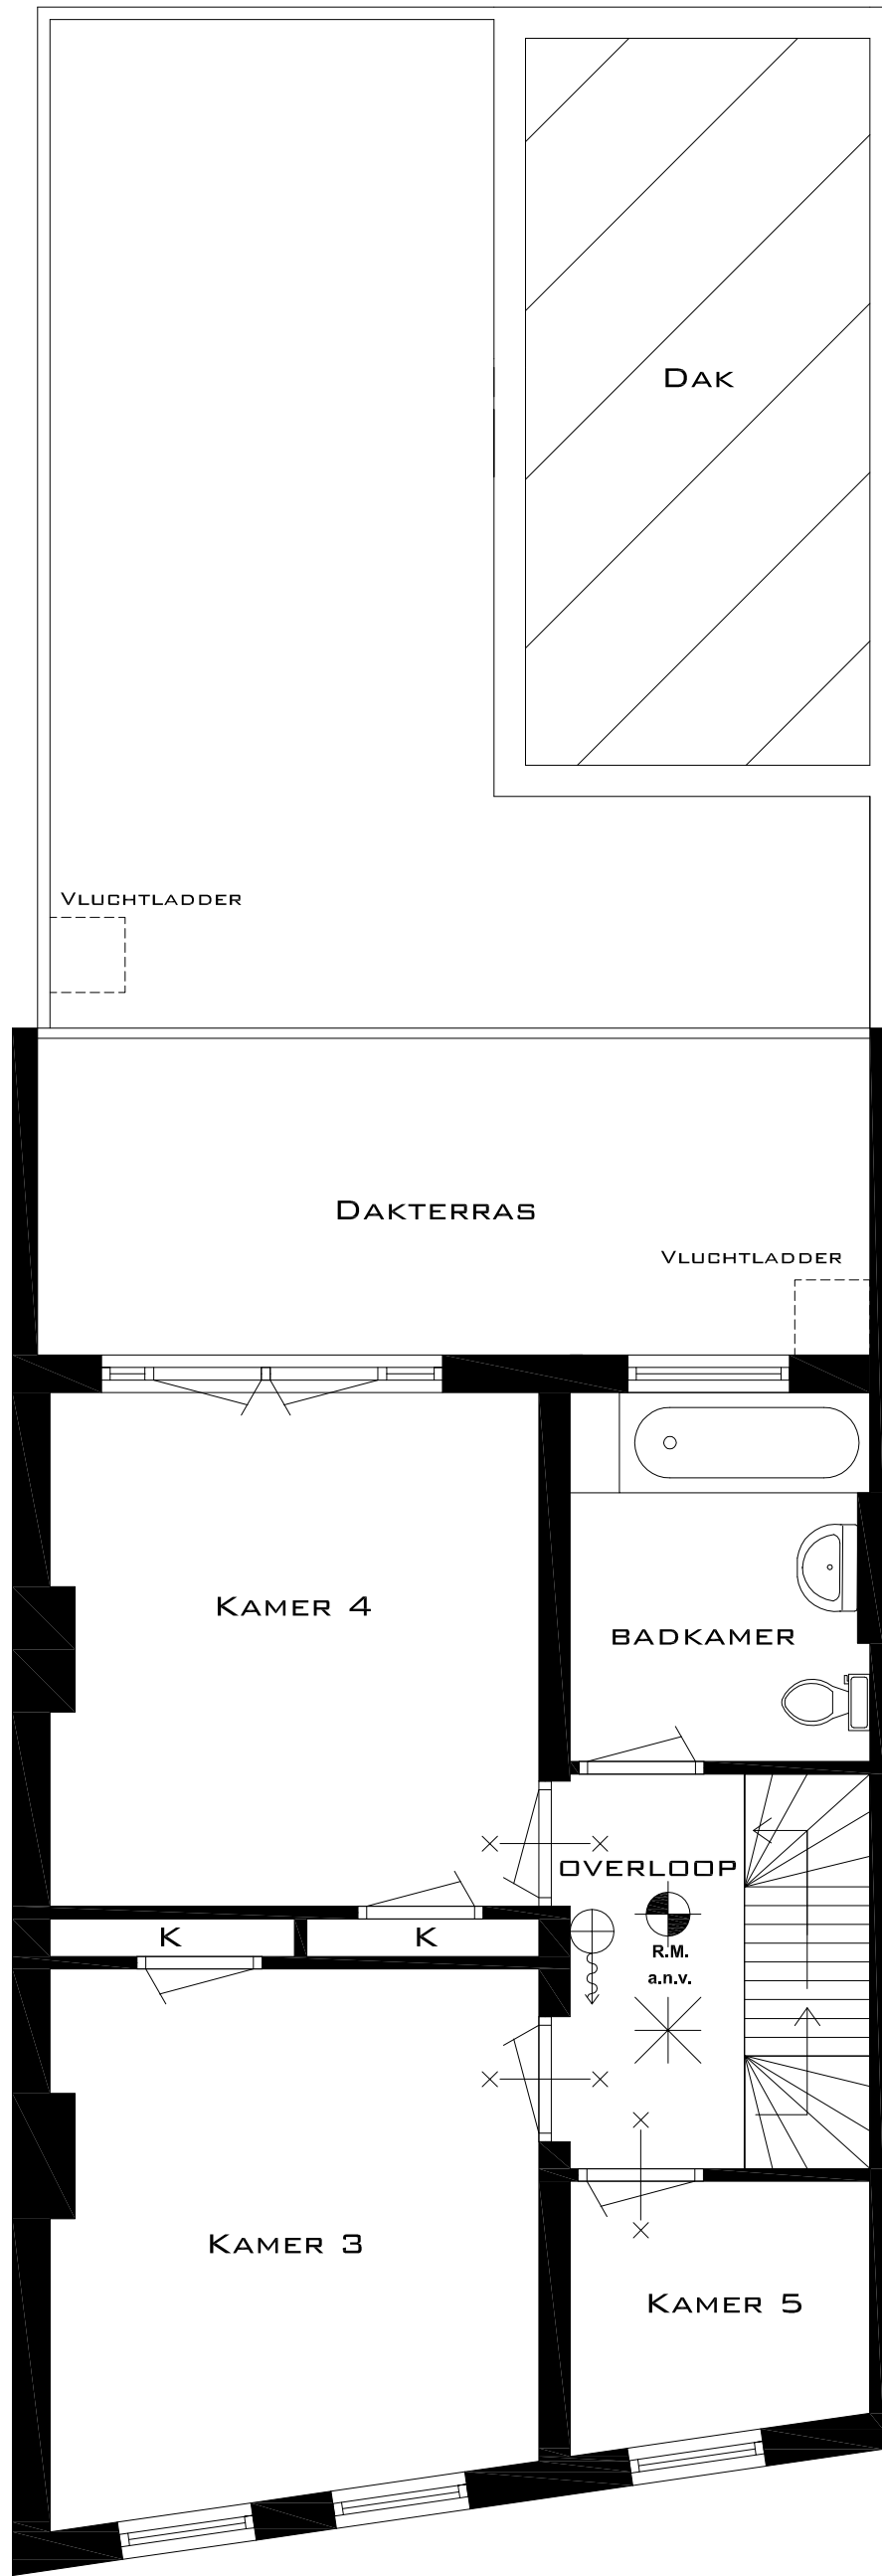 Dak
Vluchtladder
Dakterras
Vluchtladder
Kamer 4
badkamer
overloop
K
K
R.M.
a.n.v.
Kamer 3
Kamer 5